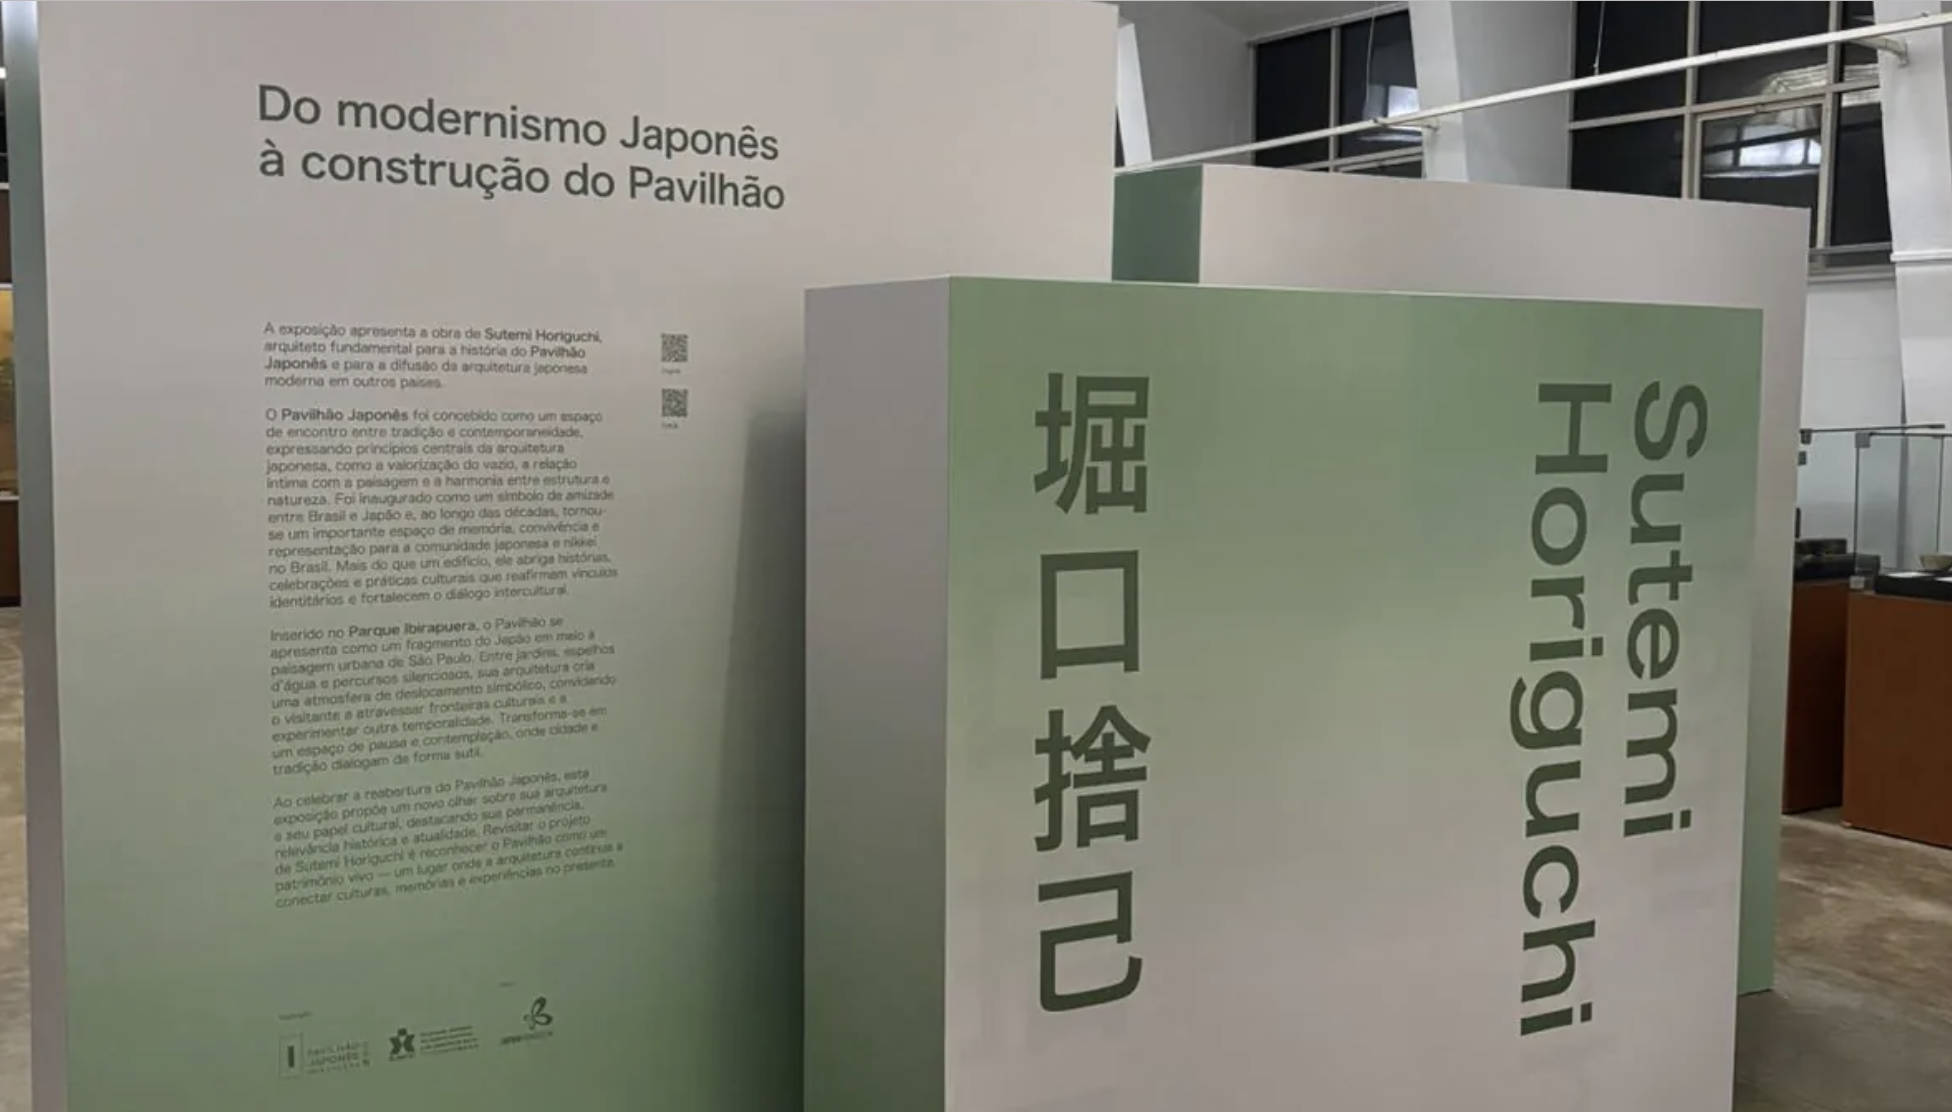 Do modernismo Japonês
à construção do Pavilhão
A exposição apresenta a obra de Sutemi Horiguchi,
arquiteto fundamental para a história do Pavilhão
Japonês e para a difusão da arquitetura japonesa
moderna em outros países.
O Pavilhão Japonês foi concebido como um espaço
de encontro entre tradição e contemporaneidade,
expressando princípios centrais da arquitetura
japonesa, como a valorização do vazio, a relação
íntima com a paisagem e a harmonia entre estrutura e
natureza. Foi inaugurado como um símbolo de amizade
entre Brasil e Japão e, ao longo das décadas, tornou-
se um importante espaço de memória, convivência e
representação para a comunidade japonesa e nikkei
no Brasil. Mais do que um edifício, ele abriga histórias,
celebrações e práticas culturais que reafirmam vínculos
identitários e fortalecem o diálogo intercultural.
Inserido no Parque Ibirapuera, o Pavilhão se
apresenta como um fragmento do Japão em meio à
paisagem urbana de São Paulo. Entre jardins, espelhos
d'água e percursos silenciosos, sua arquitetura cria
uma atmosfera de deslocamento simbólico, convidando
o visitante a atravessar fronteiras culturais e a
experimentar outra temporalidade. Transforma-se em
um espaço de pausa e contemplação, onde cidade e
tradição dialogam de forma sutil.
Ao celebrar a reabertura do Pavilhão Japonês, esta
exposição propõe um novo olhar sobre sua arquitetura
e seu papel cultural, destacando sua permanência,
relevância histórica e atualidade. Revisitar o projeto
de Sutemi Horiguchi é reconhecer o Pavilhão como um
patrimônio vivo — um lugar onde a arquitetura continua a
conectar culturas, memórias e experiências no presente.
PAVILHÃO
JAPONÊS
堀口捨己
Sutemi
Horiguchi